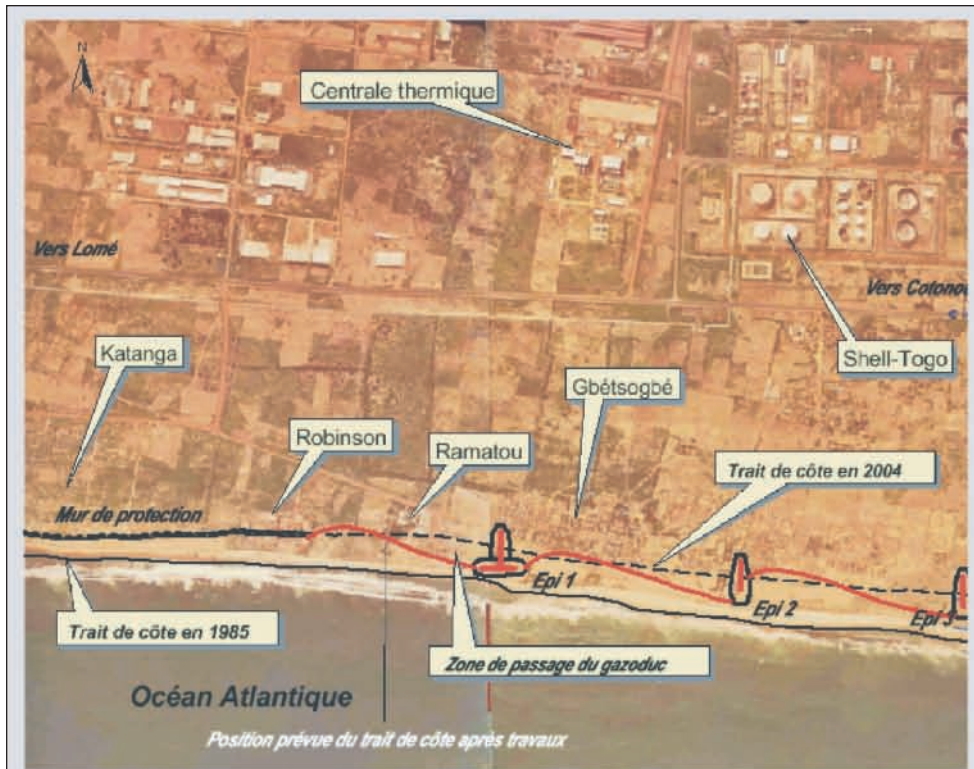 N
Centrale thermique
Vers Lomé
Vers Cotonou
Katanga
Shell-Togo
Gbétsogbé
Robinson
Ramatou
Trait de côte en 2004
Mur de protection
Epi 1
Epi 2
Epi 3
Trait de côte en 1985
Zone de passage du gazoduc
Océan Atlantique
Position prévue du trait de côte après travaux